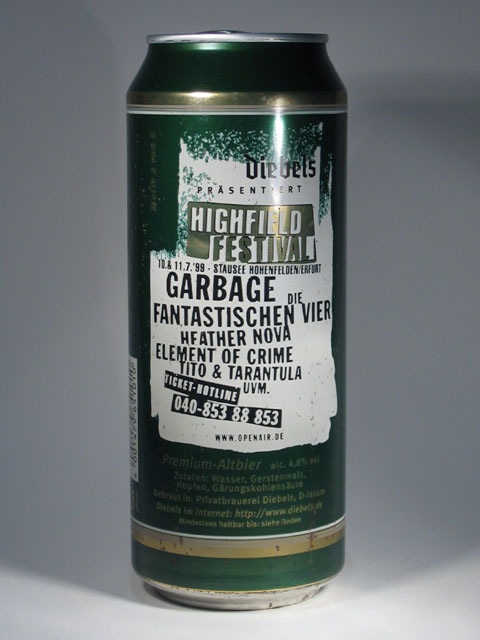 Diebels
PRÄSENTIERT
HIGHFIELD
FESTIVAL
10.& 11.7.'99 - STAUSEE HOHENFELDEN/ERFURT
GARBAGE
DIE
FANTASTISCHEN VIER
HEATHER NOVA
ELEMENT OF CRIME
TITO & TARANTULA
UVM.
TICKET-HOTLINE
040-853 88 853
WWW.OPENAIR.DE
Premium-Altbier alc. 4,8% vol
Zutaten: Wasser, Gerstenmalz,
Hopfen, Gärungskohlensäure
Gebraut in: Privatbrauerei Diebels, D-Issum
Diebels im Internet: http://www.diebels.de
Mindestens haltbar bis: siehe Boden